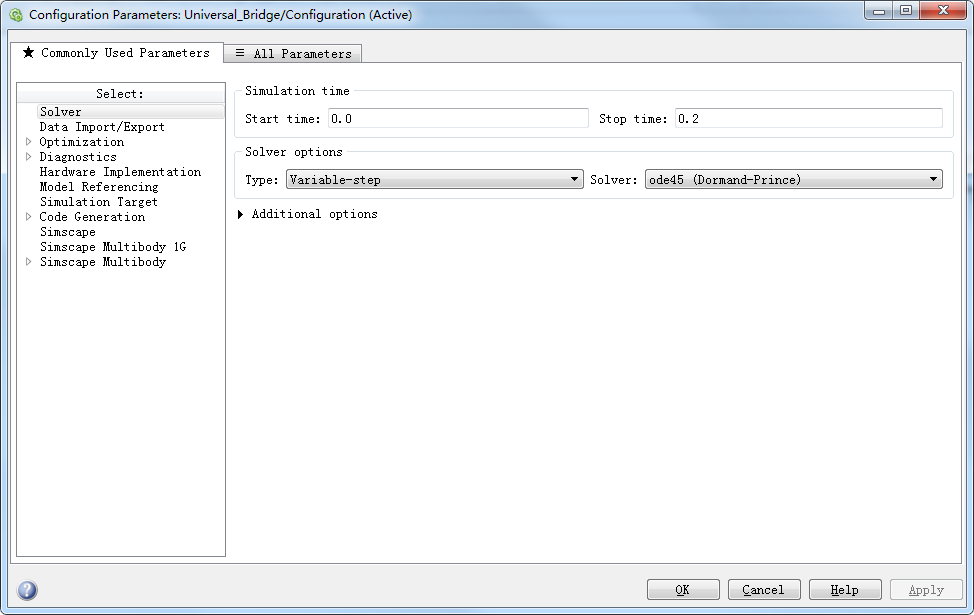 Configuration Parameters: Universal_Bridge/Configuration (Active)
★ Commonly Used Parameters
≡ All Parameters
Select:
Solver
Data Import/Export
Optimization
Diagnostics
Hardware Implementation
Model Referencing
Simulation Target
Code Generation
Simscape
Simscape Multibody 1G
Simscape Multibody
Simulation time
Start time: 0.0 Stop time: 0.2
Solver options
Type: Variable-step Solver: ode45 (Dormand-Prince)
Additional options
?
OK Cancel Help Apply